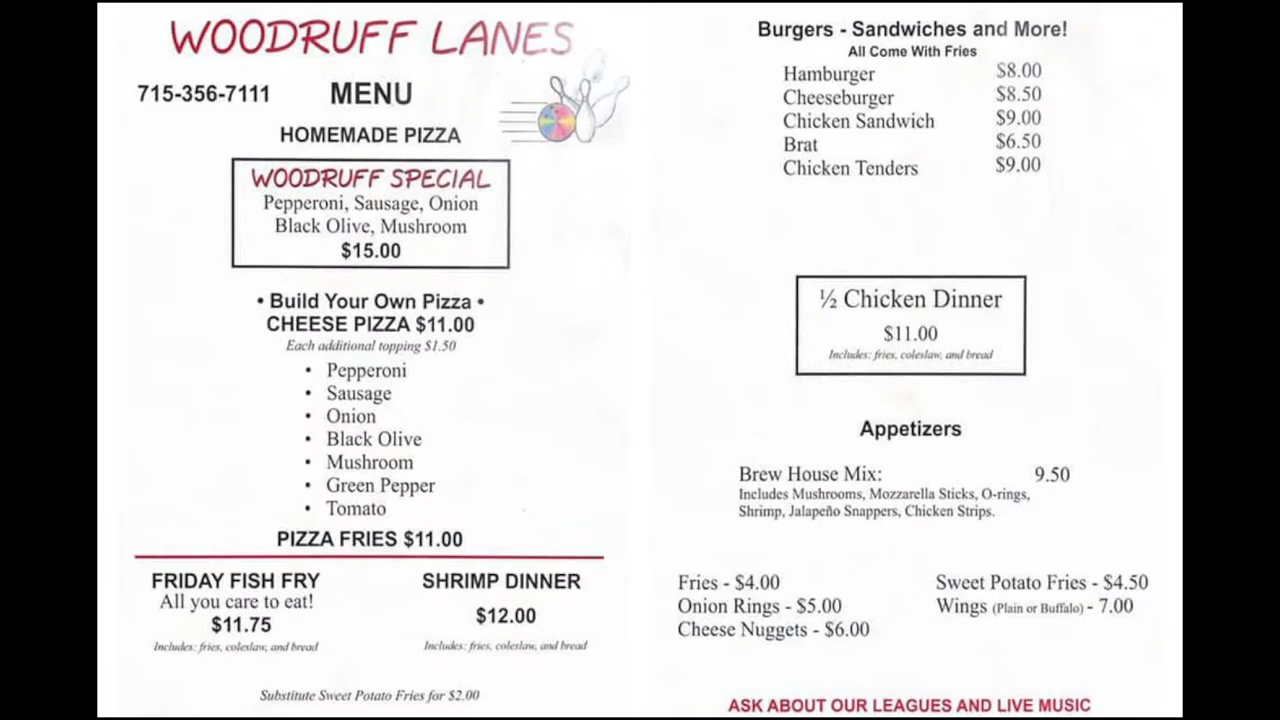 WOODRUFF LANES
715-356-7111 MENU
HOMEMADE PIZZA
WOODRUFF SPECIAL
Pepperoni, Sausage, Onion
Black Olive, Mushroom
$15.00
• Build Your Own Pizza •
CHEESE PIZZA $11.00
Each additional topping $1.50
• Pepperoni
• Sausage
• Onion
• Black Olive
• Mushroom
• Green Pepper
• Tomato
PIZZA FRIES $11.00
FRIDAY FISH FRY
All you care to eat!
$11.75
Includes: fries, coleslaw, and bread
SHRIMP DINNER
$12.00
Includes: fries, coleslaw, and bread
Substitute Sweet Potato Fries for $2.00
Burgers - Sandwiches and More!
All Come With Fries
Hamburger $8.00
Cheeseburger $8.50
Chicken Sandwich $9.00
Brat $6.50
Chicken Tenders $9.00
½ Chicken Dinner
$11.00
Includes: fries, coleslaw, and bread
Appetizers
Brew House Mix: 9.50
Includes Mushrooms, Mozzarella Sticks, O-rings,
Shrimp, Jalapeño Snappers, Chicken Strips.
Fries - $4.00
Onion Rings - $5.00
Cheese Nuggets - $6.00
Sweet Potato Fries - $4.50
Wings (Plain or Buffalo) - 7.00
ASK ABOUT OUR LEAGUES AND LIVE MUSIC